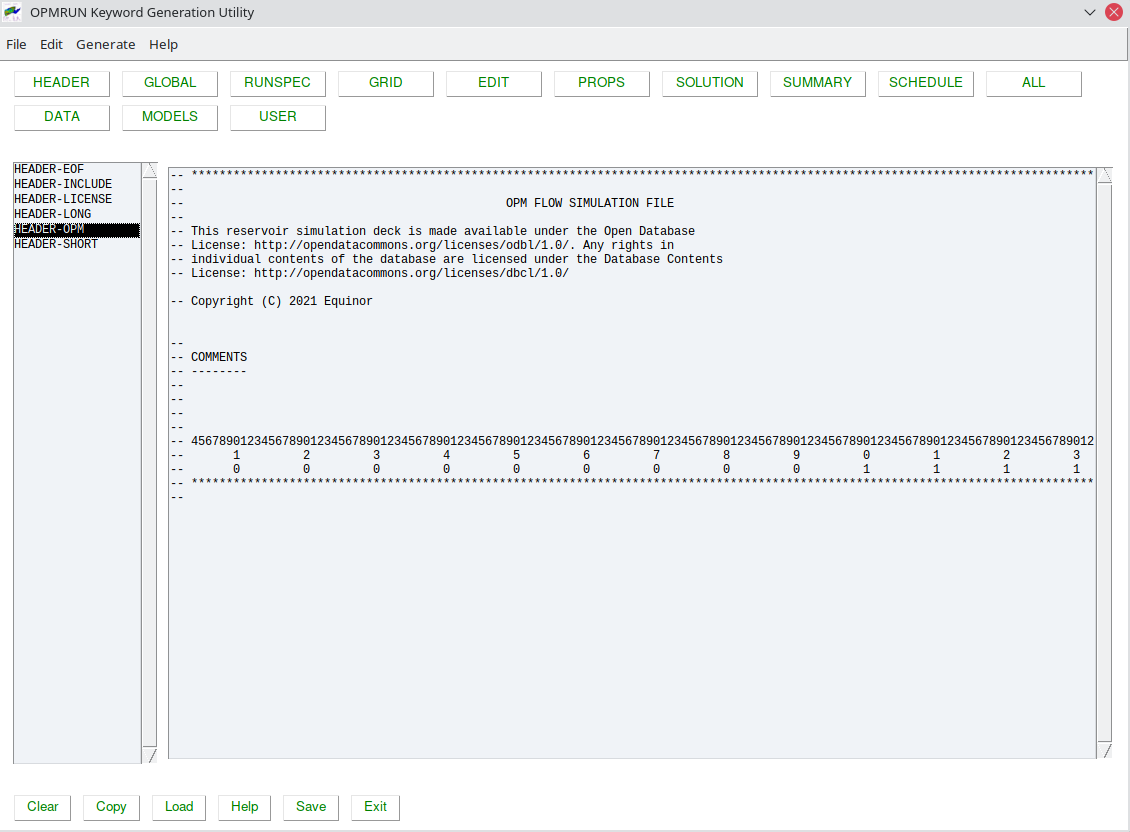 OPMRUN Keyword Generation Utility
File Edit Generate Help
HEADER GLOBAL RUNSPEC GRID EDIT PROPS SOLUTION SUMMARY SCHEDULE ALL
DATA MODELS USER
HEADER-EOF
HEADER-INCLUDE
HEADER-LICENSE
HEADER-LONG
HEADER-OPM
HEADER-SHORT
-- *********************************************************************************************************************************
--
-- OPM FLOW SIMULATION FILE
--
-- This reservoir simulation deck is made available under the Open Database
-- License: http://opendatacommons.org/licenses/odbl/1.0/. Any rights in
-- individual contents of the database are licensed under the Database Contents
-- License: http://opendatacommons.org/licenses/dbcl/1.0/
-- Copyright (C) 2021 Equinor
--
-- COMMENTS
-- --------
--
--
--
--
-- 456789012345678901234567890123456789012345678901234567890123456789012345678901234567890123456789012345678901234567890123456789012
-- 1 2 3 4 5 6 7 8 9 0 1 2 3
-- 0 0 0 0 0 0 0 0 0 1 1 1 1
-- *********************************************************************************************************************************
--
Clear Copy Load Help Save Exit